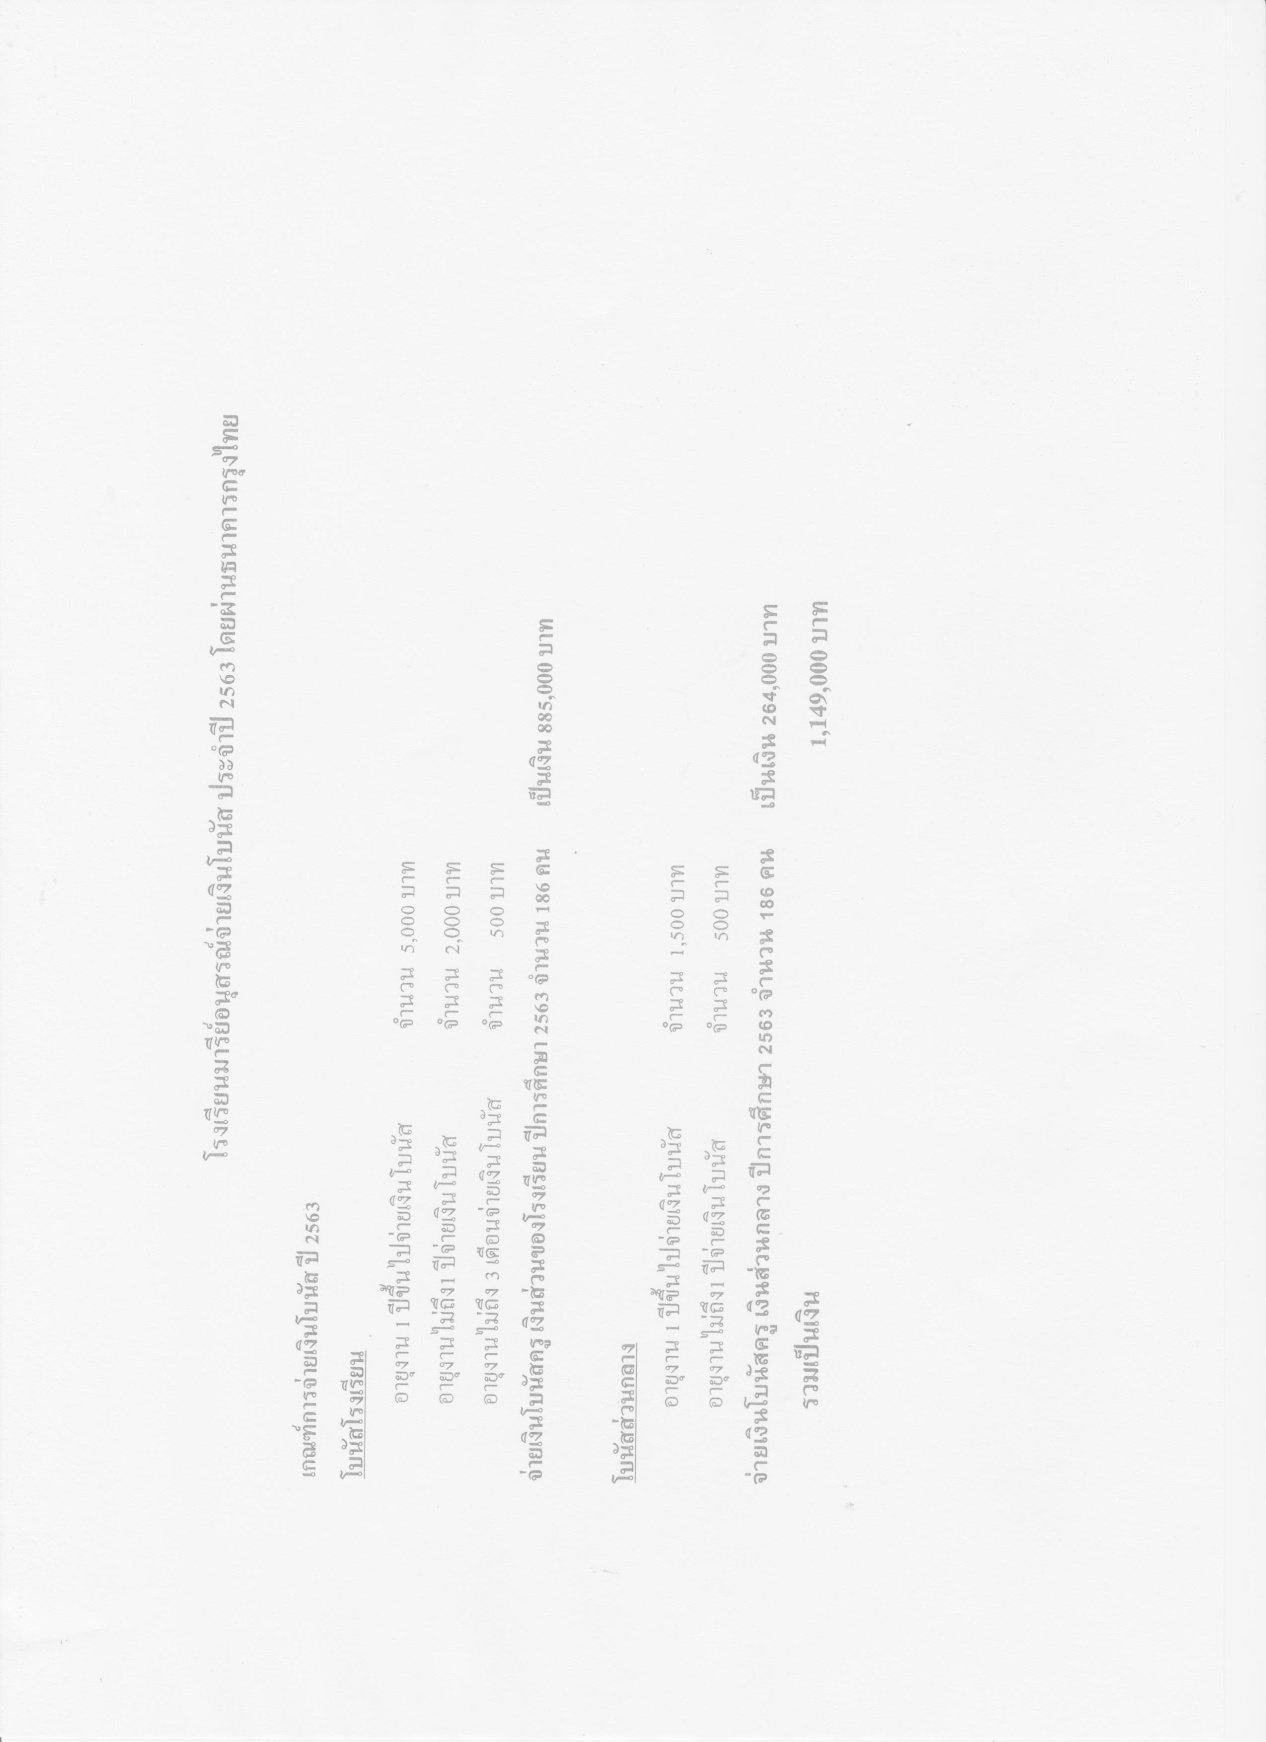 โรงเรียนมารีย์อนุสรณ์จ่ายเงินโบนัส ประจำปี 2563 โดยผ่านธนาคารกรุงไทย
เกณฑ์การจ่ายเงินโบนัส ปี 2563
โบนัสโรงเรียน
อายุงาน 1 ปีขึ้นไปจ่ายเงินโบนัส จำนวน 5,000 บาท
อายุงานไม่ถึง1 ปีจ่ายเงินโบนัส จำนวน 2,000 บาท
อายุงานไม่ถึง 3 เดือนจ่ายเงินโบนัส จำนวน 500 บาท
จ่ายเงินโบนัสครู เงินส่วนของโรงเรียน ปีการศึกษา 2563 จำนวน 186 คน เป็นเงิน 885,000 บาท
โบนัสส่วนกลาง
อายุงาน 1 ปีขึ้นไปจ่ายเงินโบนัส จำนวน 1,500 บาท
อายุงานไม่ถึง1 ปีจ่ายเงินโบนัส จำนวน 500 บาท
จ่ายเงินโบนัสครู เงินส่วนกลาง ปีการศึกษา 2563 จำนวน 186 คน เป็นเงิน 264,000 บาท
รวมเป็นเงิน 1,149,000 บาท